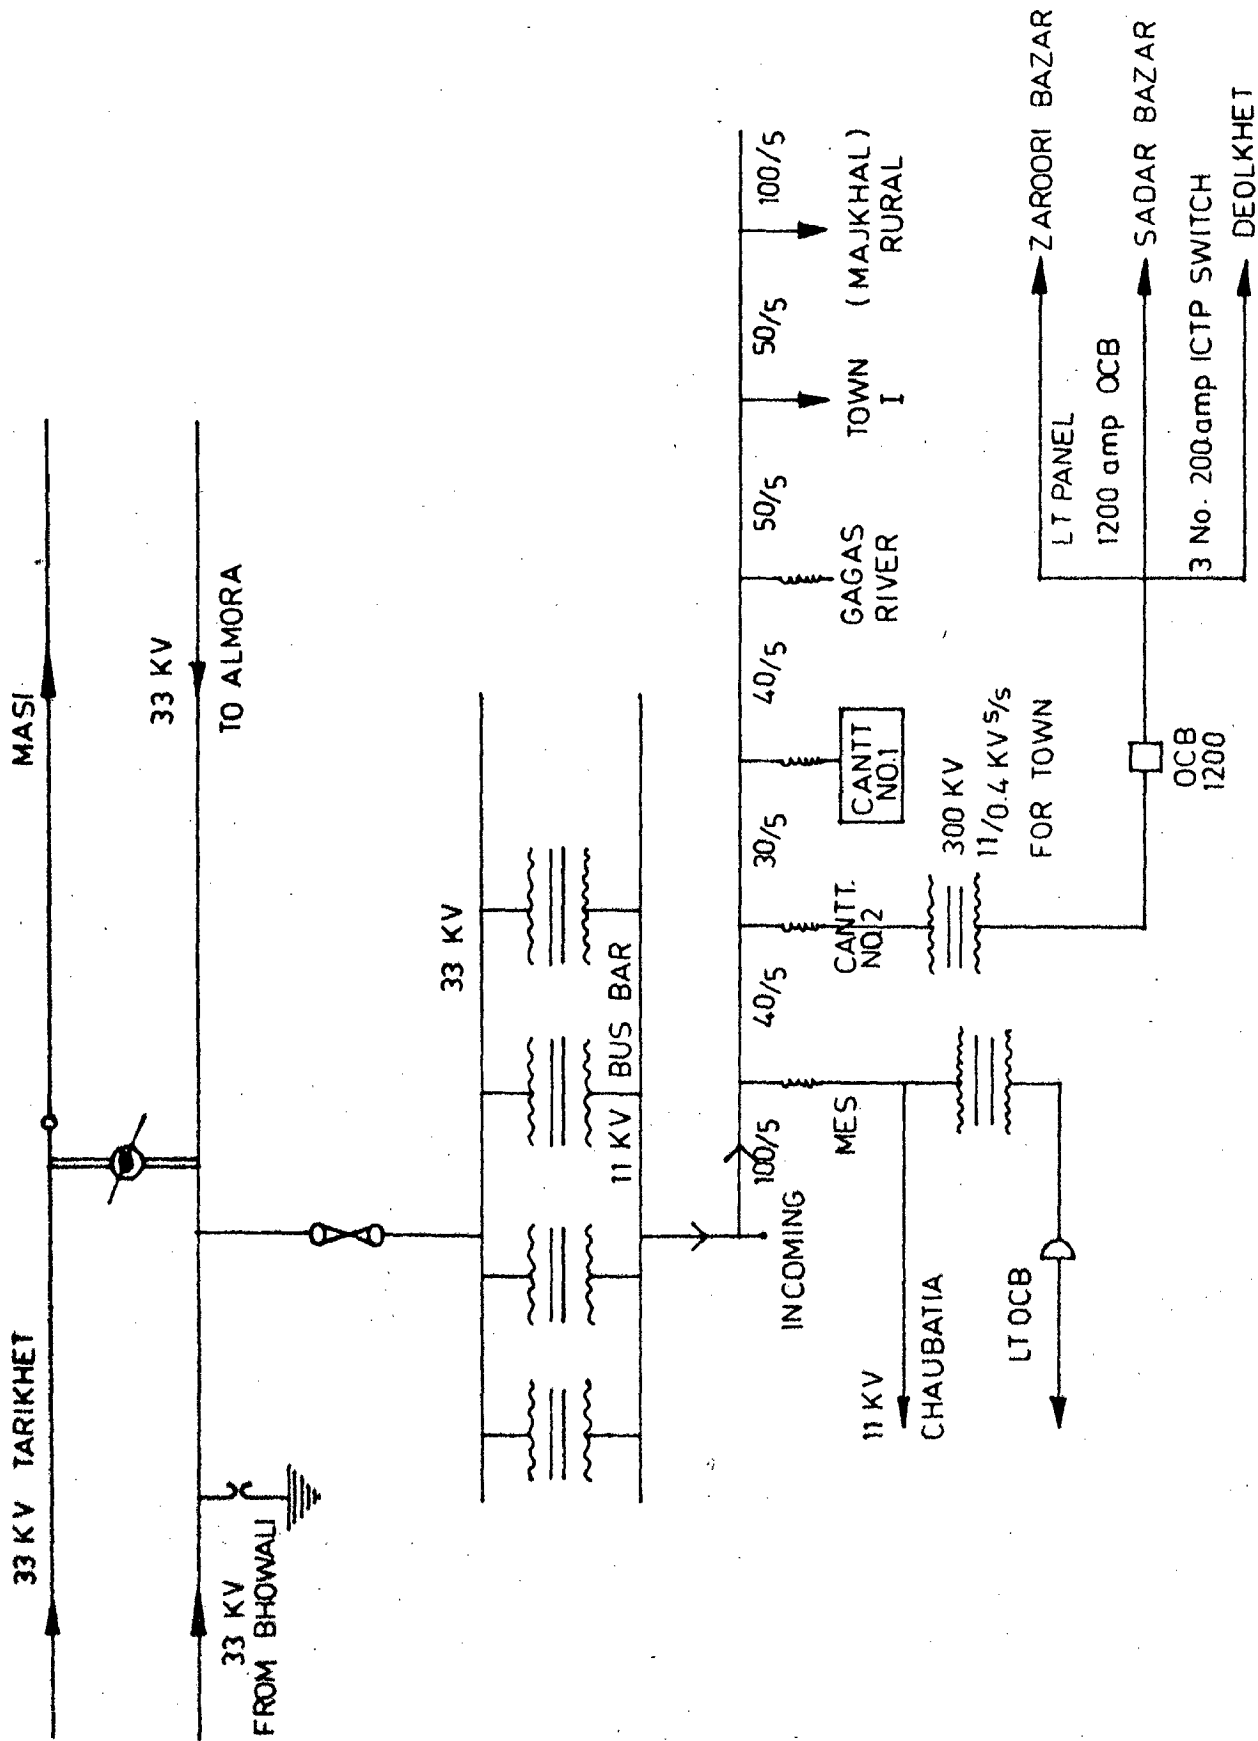 33 KV TARIKHET
MASI
33 KV
FROM BHOWALI
33 KV
TO ALMORA
33 KV
11 KV BUS BAR
INCOMING
100/5
40/5
30/5
40/5
50/5
50/5
100/5
MES
CANTT.
NO.2
CANTT
NO.1
GAGAS
RIVER
TOWN
I
(MAJKHAL)
RURAL
11 KV
CHAUBATIA
LT OCB
300 KV
11/0.4 KV S/S
FOR TOWN
OCB
1200
LT PANEL
1200 amp OCB
3 No. 200amp ICTP SWITCH
ZAROORI BAZAR
SADAR BAZAR
DEOLKHET